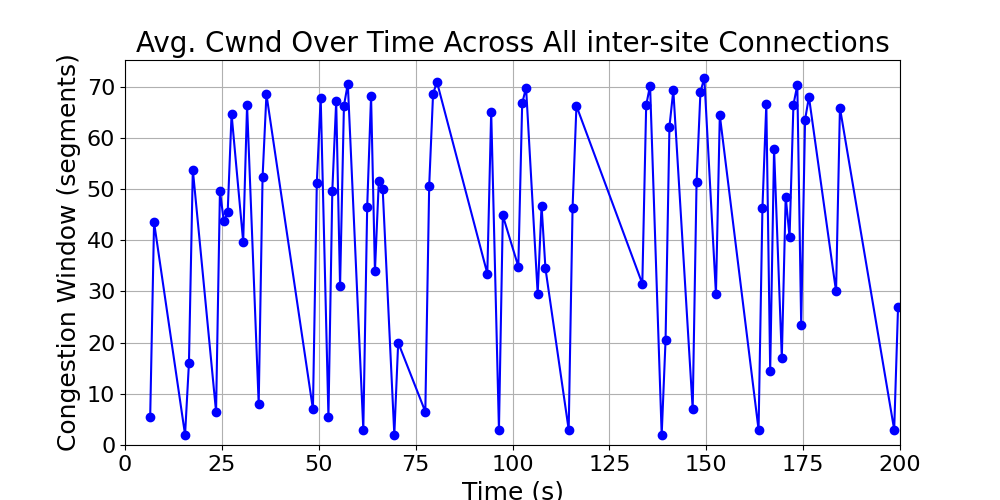 Avg. Cwnd Over Time Across All inter-site Connections
Congestion Window (segments)
70
60
50
40
30
20
10
0
0 25 50 75 100 125 150 175 200
Time (s)